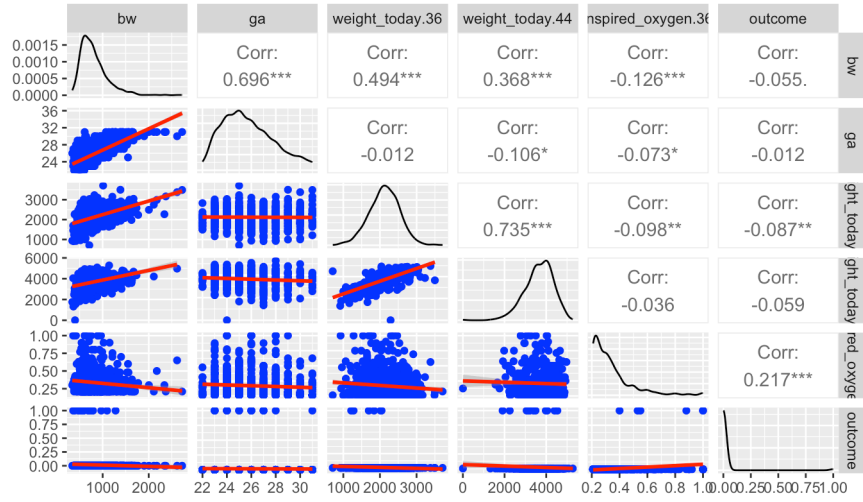 bw ga weight_today.36 weight_today.44 nspired_oxygen.36 outcome
0.0015
0.0010
0.0005
0.0000
Corr:
0.696***
Corr:
0.494***
Corr:
0.368***
Corr:
-0.126***
Corr:
-0.055.
bw
36
32
28
24
Corr:
-0.012
Corr:
-0.106*
Corr:
-0.073*
Corr:
-0.012
ga
3000
2000
1000
Corr:
0.735***
Corr:
-0.098**
Corr:
-0.087**
ght_today
6000
4000
2000
0
Corr:
-0.036
Corr:
-0.059
ght_today
1.00
0.75
0.50
0.25
Corr:
0.217***
red_oxyge
1.00
0.75
0.50
0.25
0.00
outcome
1000 2000 22 24 26 28 30 1000 2000 3000 0 2000 4000 0.2 0.4 0.6 0.8 1.0 0.00 0.25 0.50 0.75 1.00